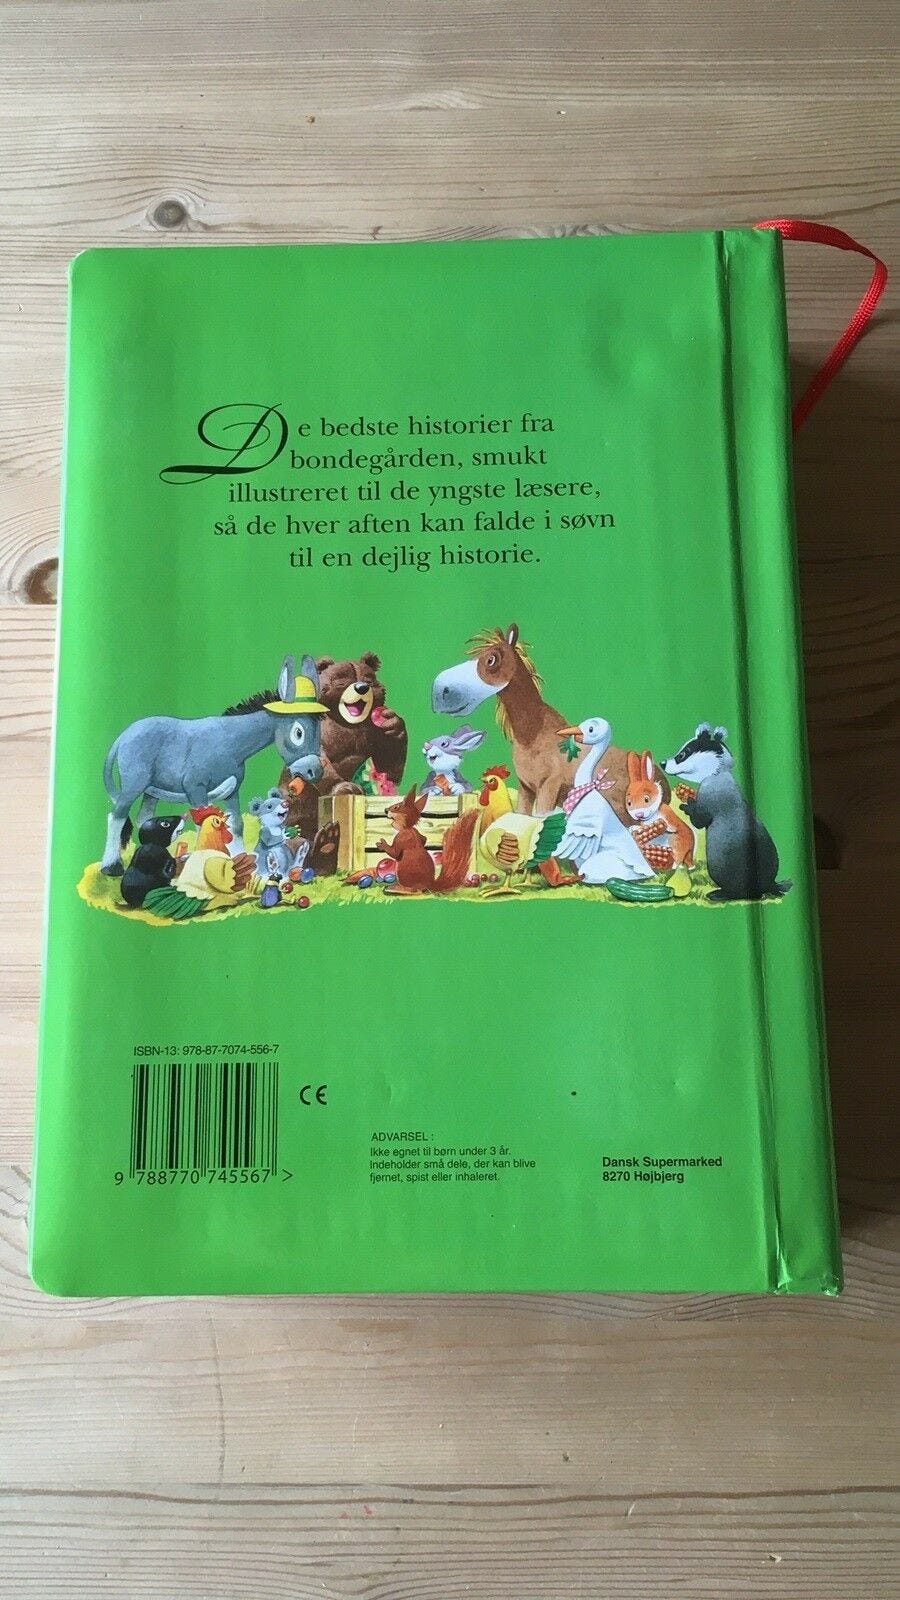 De bedste historier fra
bondegården, smukt
illustreret til de yngste læsere,
så de hver aften kan falde i søvn
til en dejlig historie.
ISBN-13: 978-87-7074-556-7
9 788770 745567 >
CE
ADVARSEL :
Ikke egnet til børn under 3 år.
Indeholder små dele, der kan blive
fjernet, spist eller inhaleret.
Dansk Supermarked
8270 Højbjerg